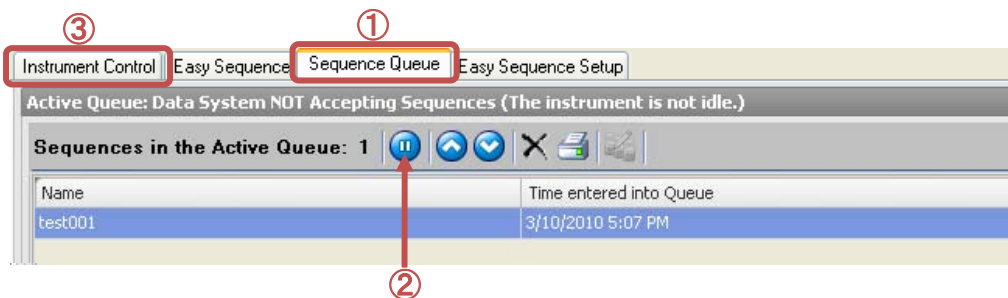 ③ ①
Instrument Control Easy Sequence Sequence Queue Easy Sequence Setup
Active Queue: Data System NOT Accepting Sequences (The instrument is not idle.)
Sequences in the Active Queue: 1
Name Time entered into Queue
test001 3/10/2010 5:07 PM
②